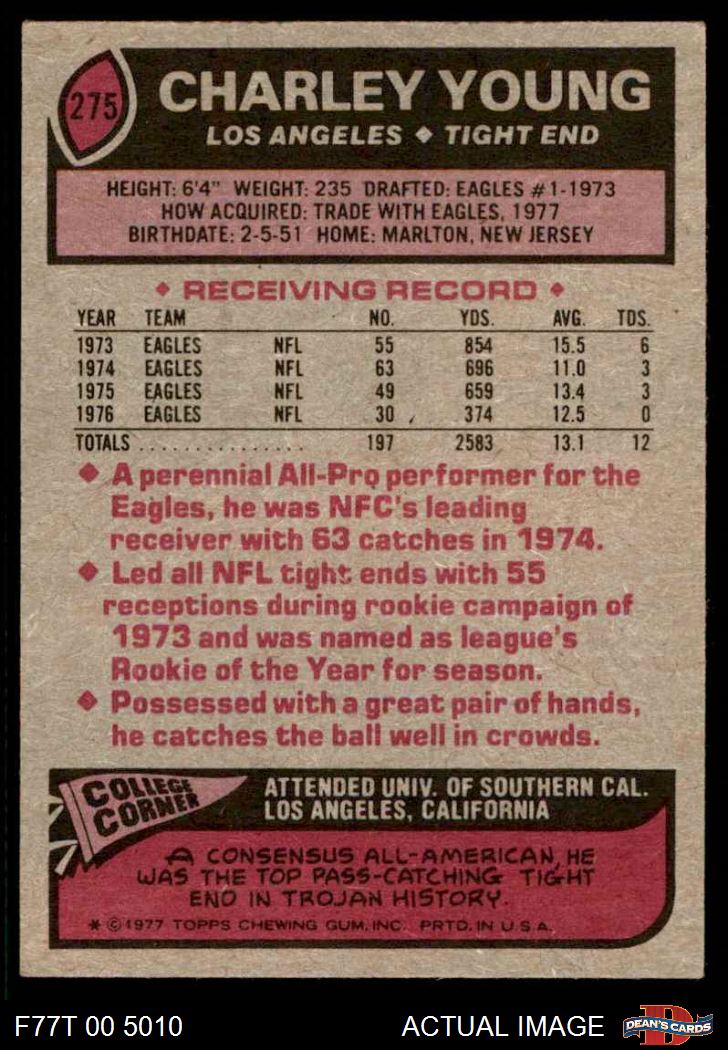 275
CHARLEY YOUNG
LOS ANGELES ♦ TIGHT END
HEIGHT: 6'4" WEIGHT: 235 DRAFTED: EAGLES #1-1973
HOW ACQUIRED: TRADE WITH EAGLES, 1977
BIRTHDATE: 2-5-51 HOME: MARLTON, NEW JERSEY
♦ RECEIVING RECORD ♦
YEAR TEAM NO. YDS. AVG. TDS.
1973 EAGLES NFL 55 854 15.5 6
1974 EAGLES NFL 63 696 11.0 3
1975 EAGLES NFL 49 659 13.4 3
1976 EAGLES NFL 30 374 12.5 0
TOTALS ................ 197 2583 13.1 12
♦ A perennial All-Pro performer for the
Eagles, he was NFC's leading
receiver with 63 catches in 1974.
♦ Led all NFL tight ends with 55
receptions during rookie campaign of
1973 and was named as league's
Rookie of the Year for season.
♦ Possessed with a great pair of hands,
he catches the ball well in crowds.
COLLEGE
CORNER
ATTENDED UNIV. OF SOUTHERN CAL.
LOS ANGELES, CALIFORNIA
A CONSENSUS ALL-AMERICAN, HE
WAS THE TOP PASS-CATCHING TIGHT
END IN TROJAN HISTORY.
* © 1977 TOPPS CHEWING GUM, INC. PRTD. IN U.S.A.
F77T 00 5010
ACTUAL IMAGE
D
DEAN'S CARDS